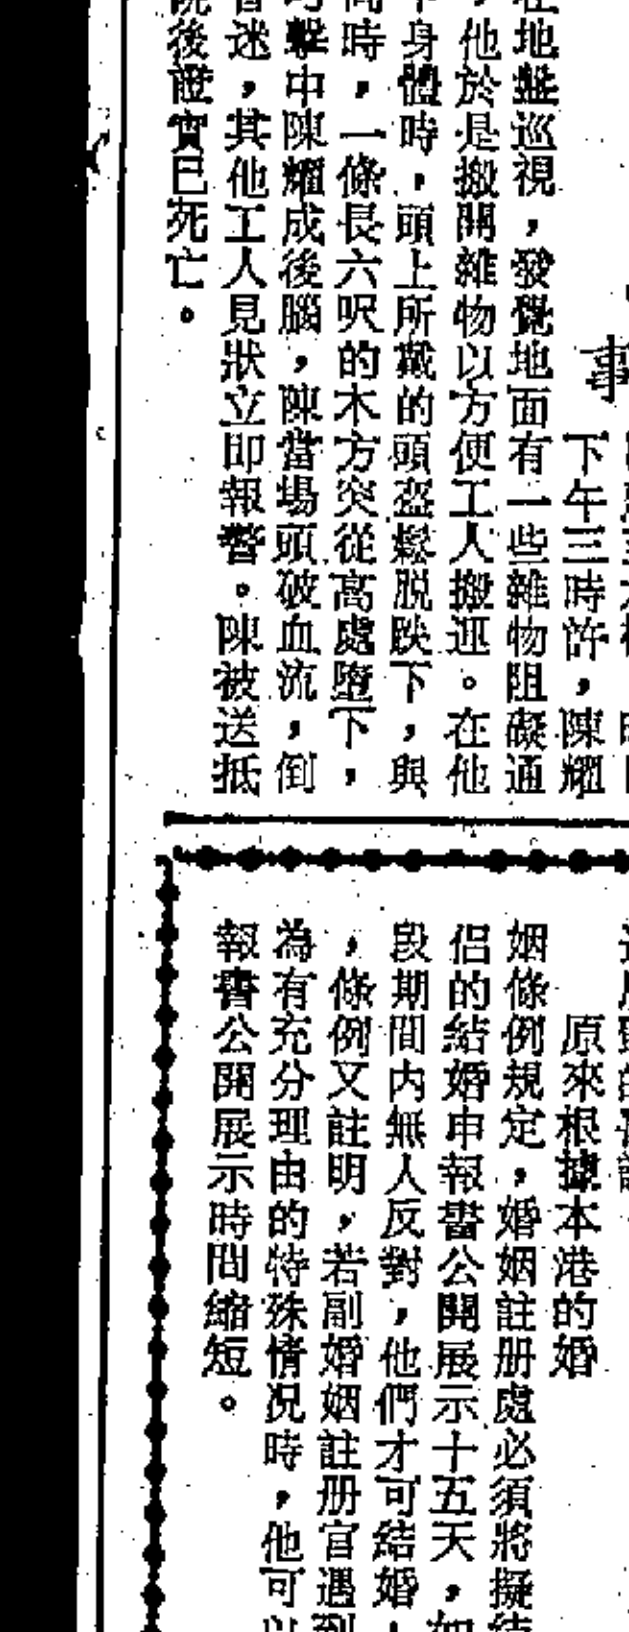 事
下午三時許，陳耀
在地盤巡視，發覺地面有一些雜物阻礙通
，他於是搬開雜物以方便工人搬運。在他
身體時，頭上所戴的頭盔鬆脫跌下，與
時，一條長六呎的木方突從高處墮下，
擊中陳耀成後腦，陳當場頭破血流，倒
昏迷，其他工人見狀立即報警。陳被送抵
院後證實已死亡。
原來根據本港的婚
姻條例規定，婚姻註册處必須將擬結
侶的結婚申報書公開展示十五天，如
段期間内無人反對，他們才可結婚，
，條例又註明，若副婚姻註册官遇到
為有充分理由的特殊情况時，他可以
報書公開展示時間縮短。